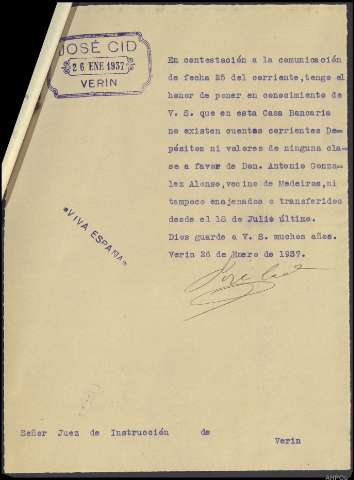 JOSÉ CID
26 ENE 1937
VERIN
En contestación a la comunicación
de fecha 25 del corriente,tengo el
honor de poner en conocimiento de
V. S. que en esta Casa Bancaria
no existen cuentas corrientes De-
pósitos ni valores de ninguna cla-
se a favor de Don. Antonio Gonza-
lez Alonso,vecino de Medeiros,ni
tampoco enajenados o transferidos
desde el 18 de Julio último.
Dios guarde a V. S. muchos años.
Verin 26 de Enero de 1937.
José Cid
"VIVA ESPAÑA"
Señor Juez de Instrucción de
Verin
AHPOu